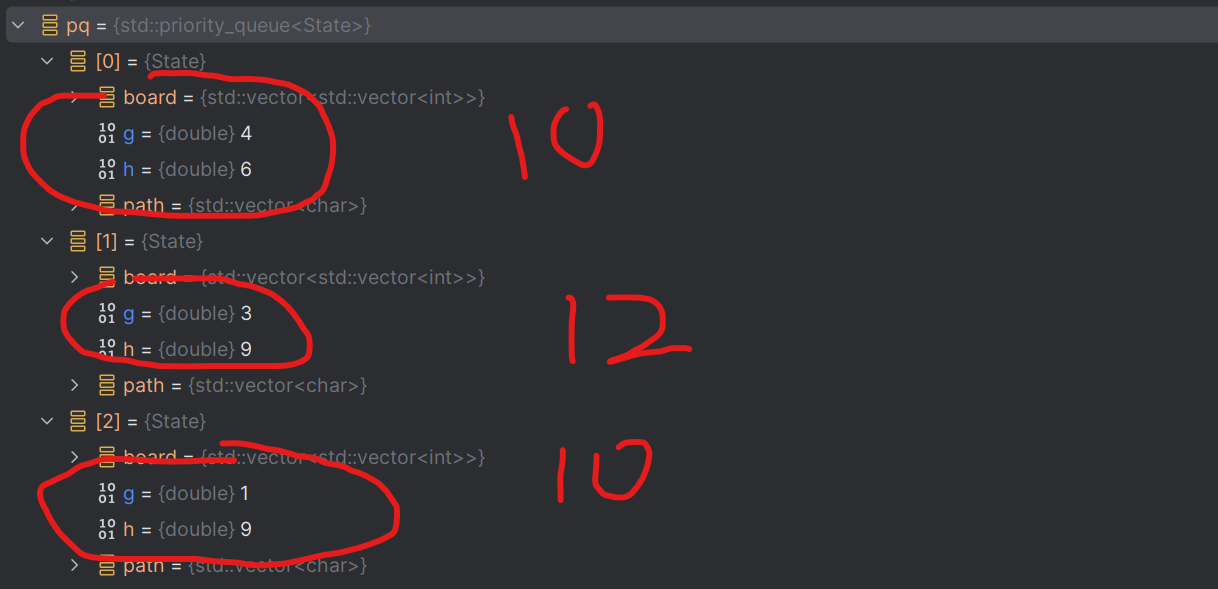 pq = {std::priority_queue<State>}
[0] = {State}
board = {std::vector<std::vector<int>>}
10
01 g = {double} 4
10
10
01 h = {double} 6
path = {std::vector<char>}
[1] = {State}
board = {std::vector<std::vector<int>>}
10
01 g = {double} 3
12
10
01 h = {double} 9
path = {std::vector<char>}
[2] = {State}
board = {std::vector<std::vector<int>>}
10
10
01 g = {double} 1
10
01 h = {double} 9
path = {std::vector<char>}